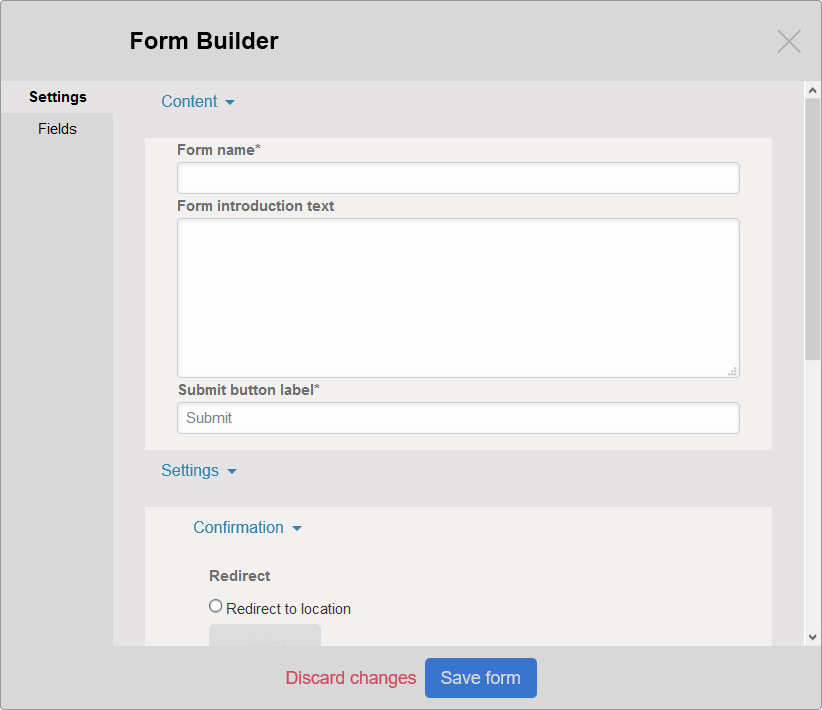 Form Builder
Settings
Fields
Content
Form name*
Form introduction text
Submit button label*
Submit
Settings
Confirmation
Redirect
Redirect to location
Discard changes
Save form